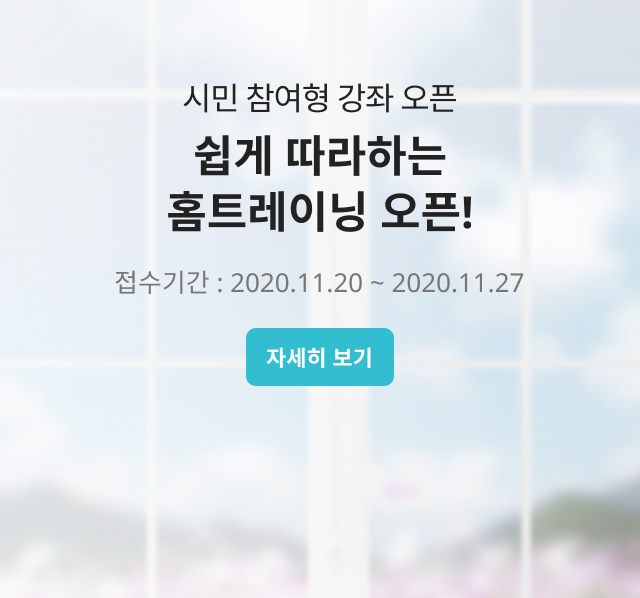 시민 참여형 강좌 오픈
쉽게 따라하는
홈트레이닝 오픈!
접수기간 : 2020.11.20 ~ 2020.11.27
자세히 보기